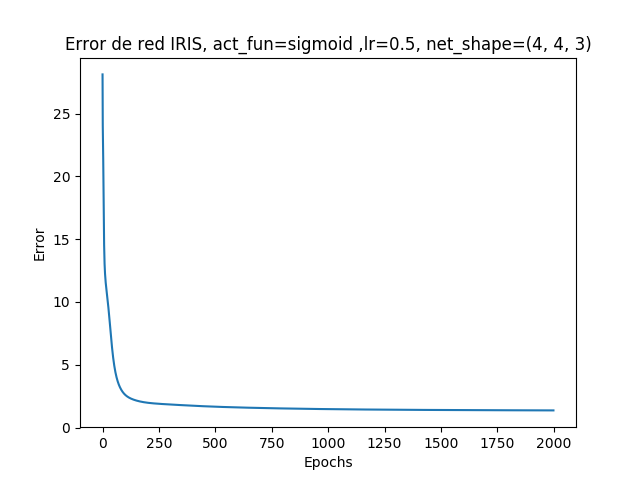 Error de red IRIS, act_fun=sigmoid ,lr=0.5, net_shape=(4, 4, 3)
25
20
15
10
5
0
Error
0 250 500 750 1000 1250 1500 1750 2000
Epochs